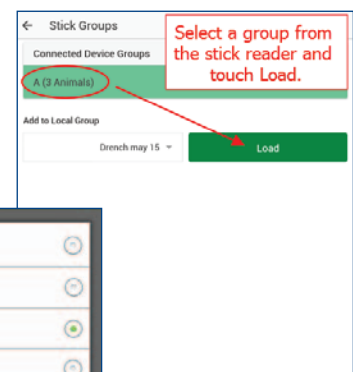 ← Stick Groups
Select a group from
the stick reader and
touch Load.
Connected Device Groups
A (3 Animals)
Add to Local Group
Drench may 15
Load